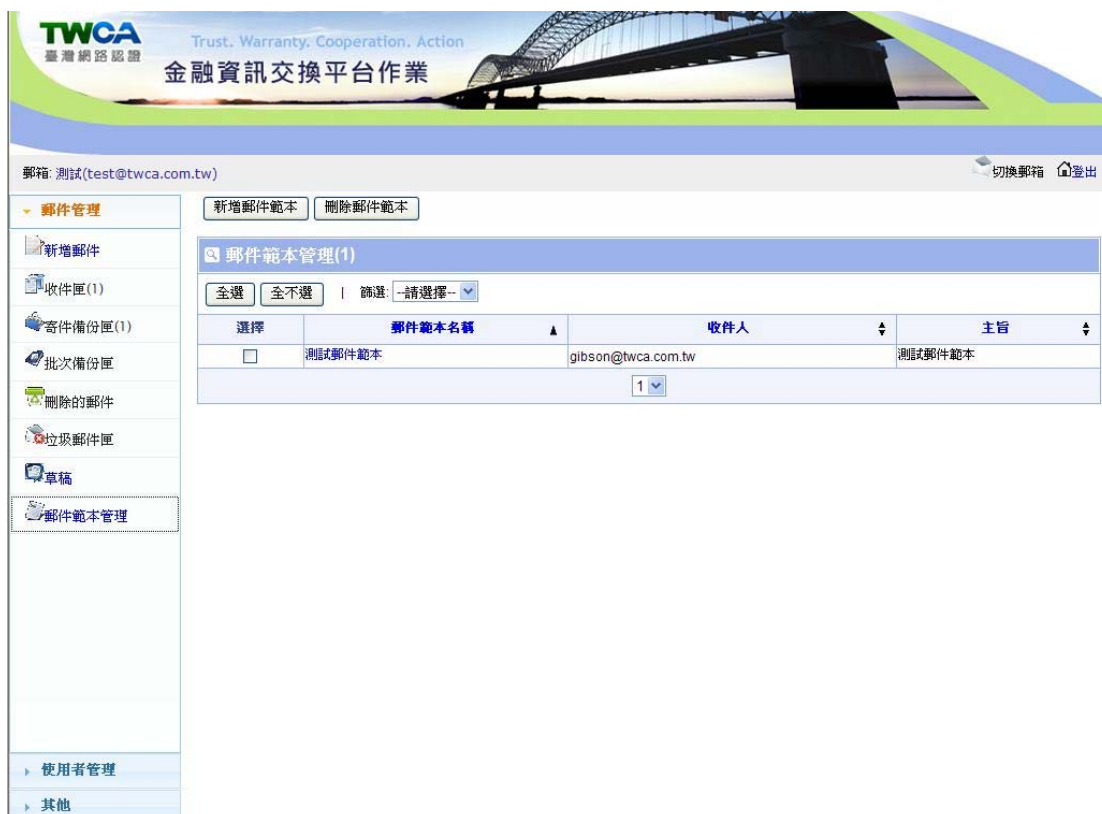 TWCA
臺灣網路認證
Trust. Warranty. Cooperation. Action
金融資訊交換平台作業
郵箱: 測試(test@twca.com.tw)
切換郵箱 登出
郵件管理
新增郵件
收件匣(1)
寄件備份匣(1)
批次備份匣
刪除的郵件
垃圾郵件匣
草稿
郵件範本管理
使用者管理
其他
新增郵件範本 刪除郵件範本
郵件範本管理(1)
全選 全不選 | 篩選: --請選擇--
選擇 郵件範本名稱 收件人 主旨
測試郵件範本 gibson@twca.com.tw 測試郵件範本
1